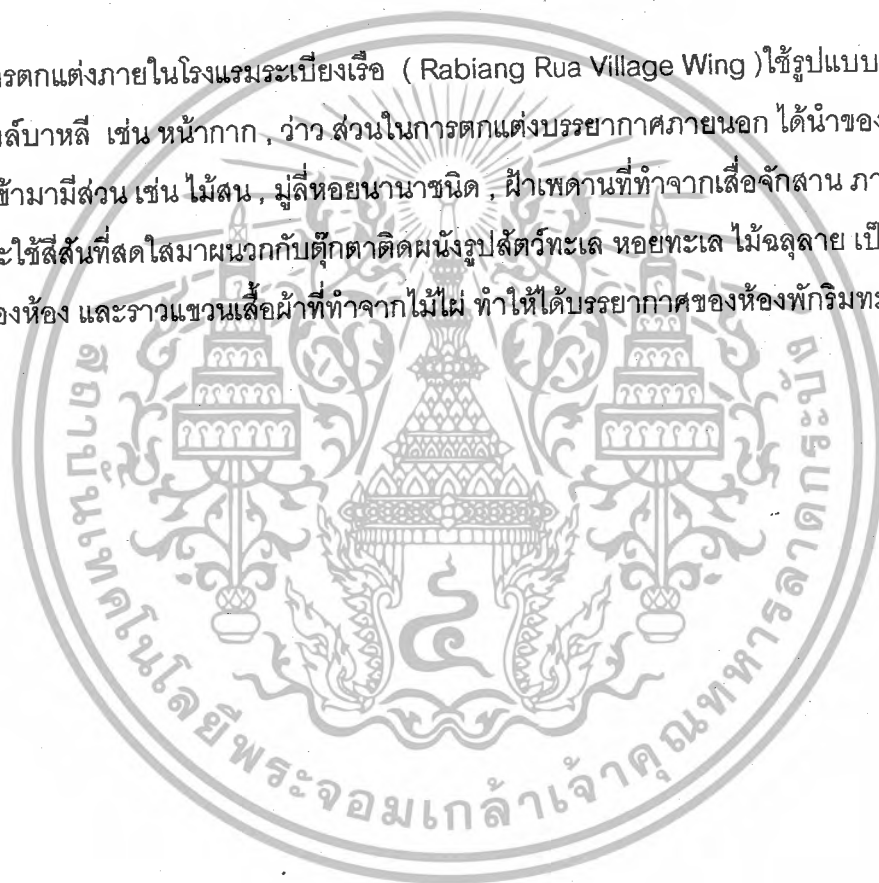 รตกแต่งภายในโรงแรมระเบียงเรือ ( Rabiang Rua Village Wing )ใช้รูปแบบ
ล์บาหลี เช่น หน้ากาก , ว่าว ส่วนในการตกแต่งบรรยากาศภายนอก ได้นำของ
ข้ามามีส่วน เช่น ไม้สน , มู่ลี่หอยนานาชนิด , ฝ้าเพดานที่ทำจากเสื่อจักสาน ภา
ะใช้สีสันที่สดใสมาผนวกกับตุ๊กตาติดผนังรูปสัตว์ทะเล หอยทะเล ไม้ฉลุลาย เป็
องห้อง และราวแขวนเสื้อผ้าที่ทำจากไม้ไผ่ ทำให้ได้บรรยากาศของห้องพักริมทะ
สถาบันเทคโนโลยีพระจอมเกล้าเจ้าคุณทหารลาดกระบัง